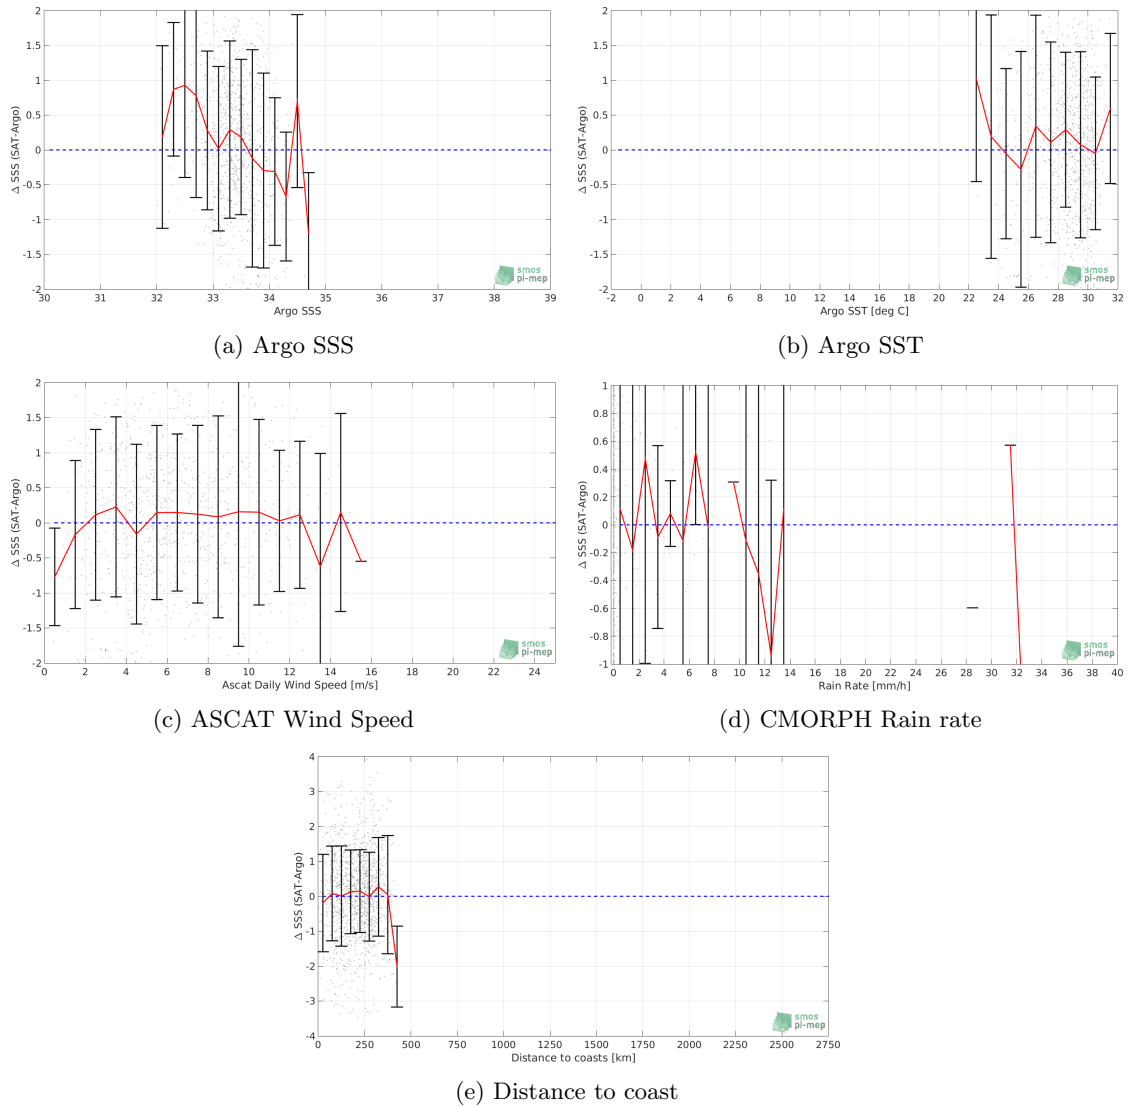 2
1.5
1
0.5
0
-0.5
-1
-1.5
-2
Δ SSS (SAT-Argo)
30 31 32 33 34 35 36 37 38 39
Argo SSS
smos
pi-mep
(a) Argo SSS
2
1.5
1
0.5
0
-0.5
-1
-1.5
-2
Δ SSS (SAT-Argo)
-2 0 2 4 6 8 10 12 14 16 18 20 22 24 26 28 30 32
Argo SST [deg C]
smos
pi-mep
(b) Argo SST
2
1.5
1
0.5
0
-0.5
-1
-1.5
-2
Δ SSS (SAT-Argo)
0 2 4 6 8 10 12 14 16 18 20 22 24
Ascat Daily Wind Speed [m/s]
smos
pi-mep
(c) ASCAT Wind Speed
1
0.8
0.6
0.4
0.2
0
-0.2
-0.4
-0.6
-0.8
-1
Δ SSS (SAT-Argo)
0 2 4 6 8 10 12 14 16 18 20 22 24 26 28 30 32 34 36 38 40
Rain Rate [mm/h]
smos
pi-mep
(d) CMORPH Rain rate
4
3
2
1
0
-1
-2
-3
-4
Δ SSS (SAT-Argo)
0 250 500 750 1000 1250 1500 1750 2000 2250 2500 2750
Distance to coasts [km]
smos
pi-mep
(e) Distance to coast